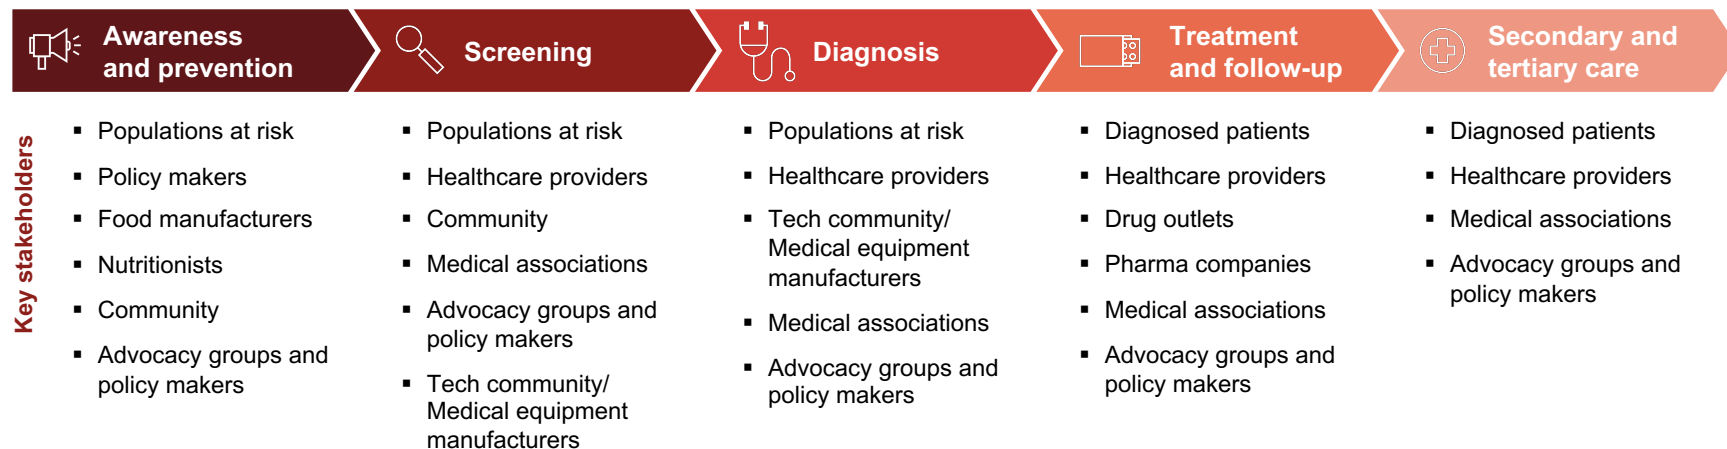 Awareness
and prevention
Screening
Diagnosis
Treatment
and follow-up
Secondary and
tertiary care
Key stakeholders
▪ Populations at risk
▪ Policy makers
▪ Food manufacturers
▪ Nutritionists
▪ Community
▪ Advocacy groups and
policy makers
▪ Populations at risk
▪ Healthcare providers
▪ Community
▪ Medical associations
▪ Advocacy groups and
policy makers
▪ Tech community/
Medical equipment
manufacturers
▪ Populations at risk
▪ Healthcare providers
▪ Tech community/
Medical equipment
manufacturers
▪ Medical associations
▪ Advocacy groups and
policy makers
▪ Diagnosed patients
▪ Healthcare providers
▪ Drug outlets
▪ Pharma companies
▪ Medical associations
▪ Advocacy groups and
policy makers
▪ Diagnosed patients
▪ Healthcare providers
▪ Medical associations
▪ Advocacy groups and
policy makers